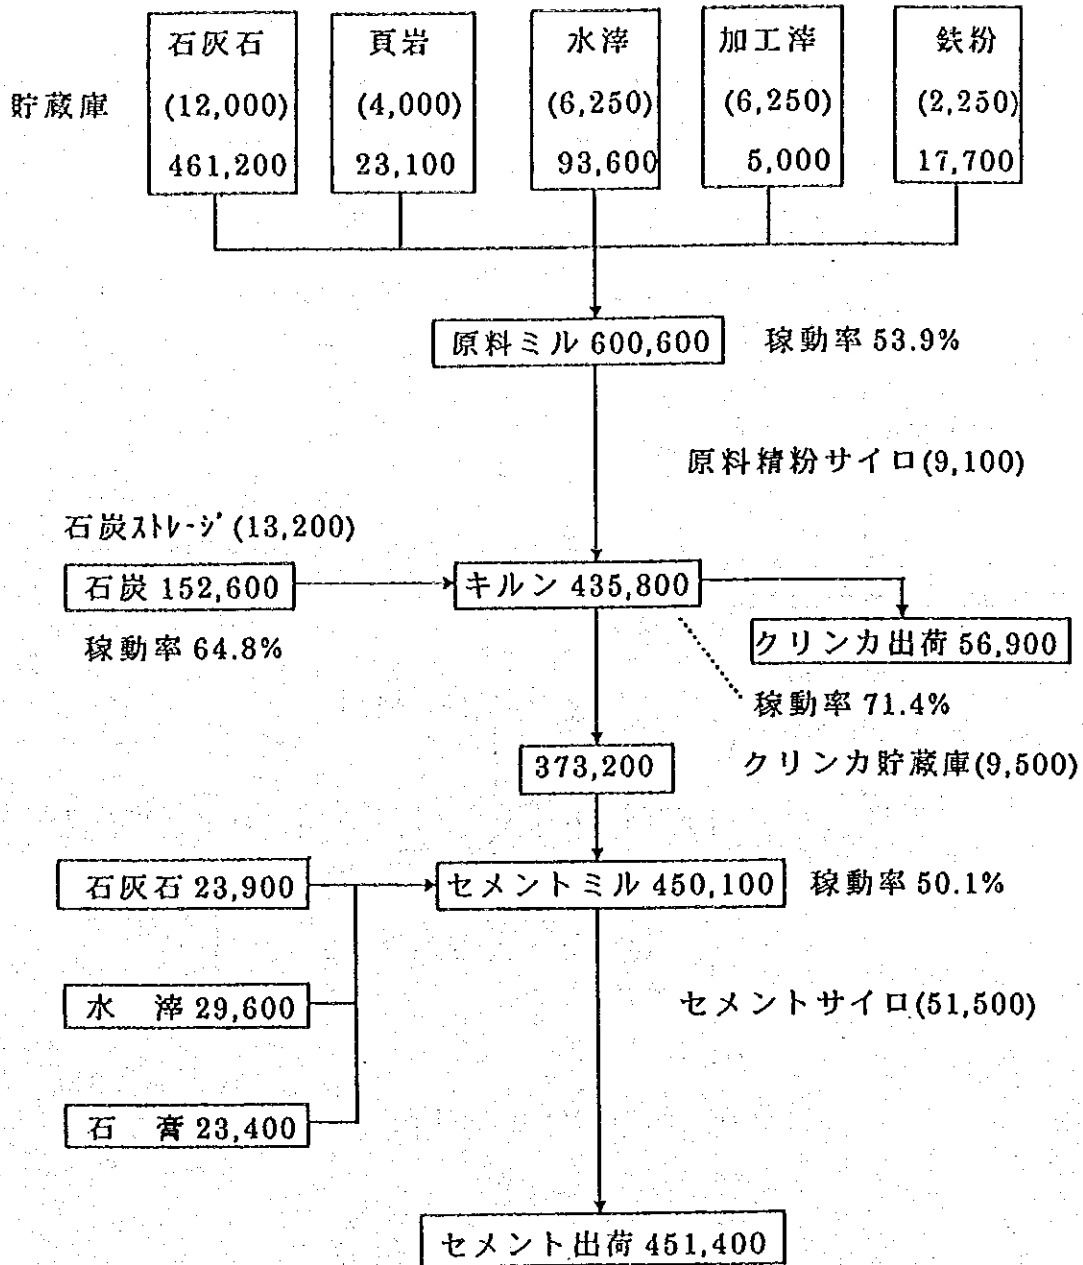 石灰石 頁岩 水滓 加工滓 鉄粉
貯蔵庫 (12,000) (4,000) (6,250) (6,250) (2,250)
461,200 23,100 93,600 5,000 17,700
原料ミル 600,600 稼動率 53.9%
原料精粉サイロ(9,100)
石炭ストレージ(13,200)
石炭 152,600 キルン 435,800
稼動率 64.8% クリンカ出荷 56,900
稼動率 71.4%
373,200 クリンカ貯蔵庫(9,500)
石灰石 23,900 セメントミル 450,100 稼動率 50.1%
水 滓 29,600 セメントサイロ(51,500)
石 膏 23,400
セメント出荷 451,400